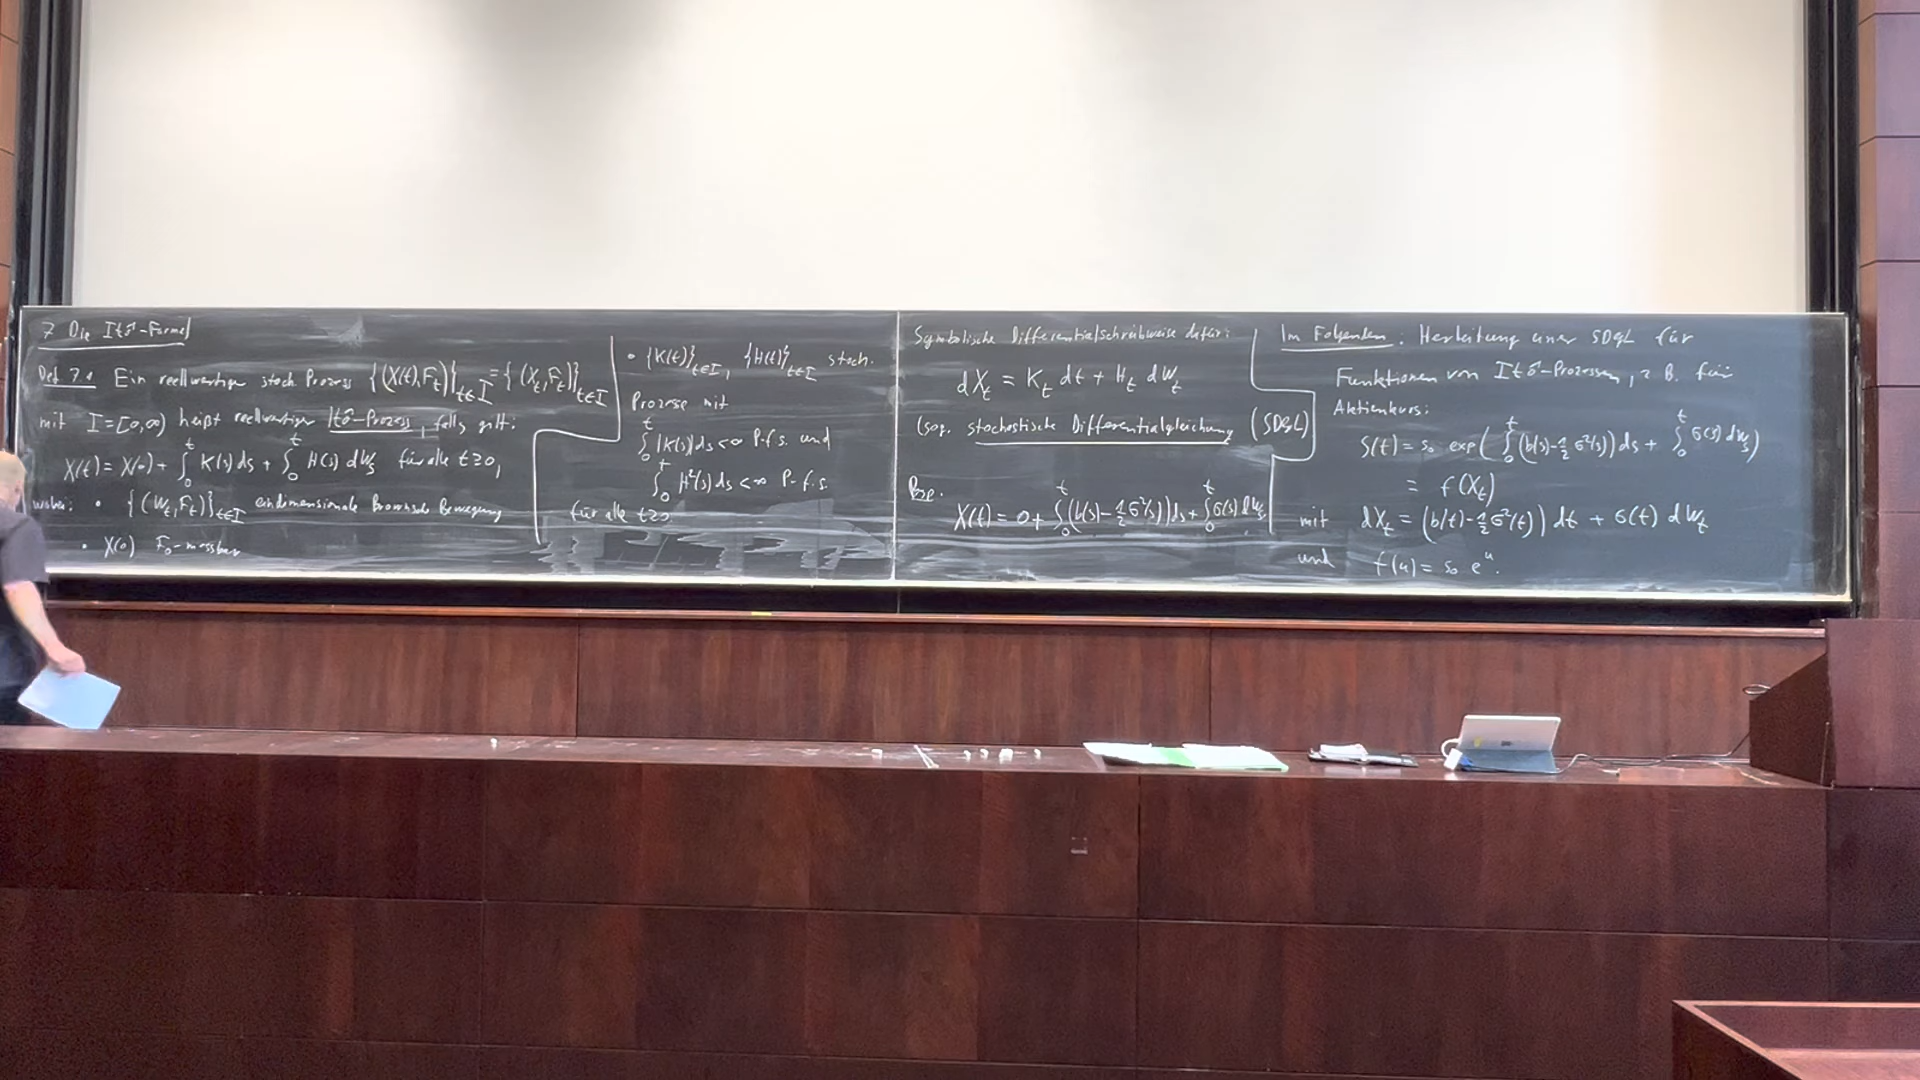 7 Die Itô-Formel
Def 7.1 Ein reellwertiger stoch. Prozess {(X(t),F_t)}_{t∈I} = {(X_t,F_t)}_{t∈I}
mit I=[0,∞) heißt reellwertiger Itô-Prozess, falls gilt:
X(t) = X(0) + ∫_0^t K(s) ds + ∫_0^t H(s) dW_s für alle t≥0,
wobei: • {(W_t,F_t)}_{t∈I} eindimensionale Brownsche Bewegung
• X(0) F_0-messbar
• {K(t)}_{t∈I}, {H(t)}_{t∈I} stoch.
Prozesse mit
∫_0^t |K(s)| ds < ∞ P-f.s. und
∫_0^t H²(s) ds < ∞ P-f.s.
für alle t≥0.
Symbolische Differentialschreibweise dafür:
dX_t = K_t dt + H_t dW_t
(sog. stochastische Differentialgleichung (SDGL)
Bsp.
X(t) = 0 + ∫_0^t (b(s) - 1/2 σ²(s)) ds + ∫_0^t σ(s) dW_s
Im Folgenden: Herleitung einer SDGL für
Funktionen von Itô-Prozessen, z.B. für
Aktienkurs:
S(t) = s_0 exp( ∫_0^t (b(s) - 1/2 σ²(s)) ds + ∫_0^t σ(s) dW_s )
= f(X_t)
mit dX_t = (b(t) - 1/2 σ²(t)) dt + σ(t) dW_t
und f(u) = s_0 e^u.